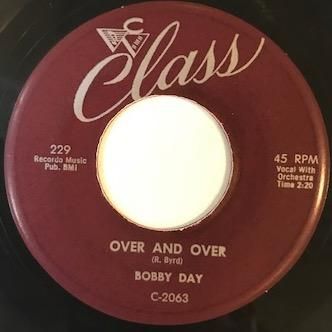 Class
229
Recordo Music
Pub. BMI
45 RPM
Vocal With
Orchestra
Time 2:20
OVER AND OVER
(R. Byrd)
BOBBY DAY
C-2063